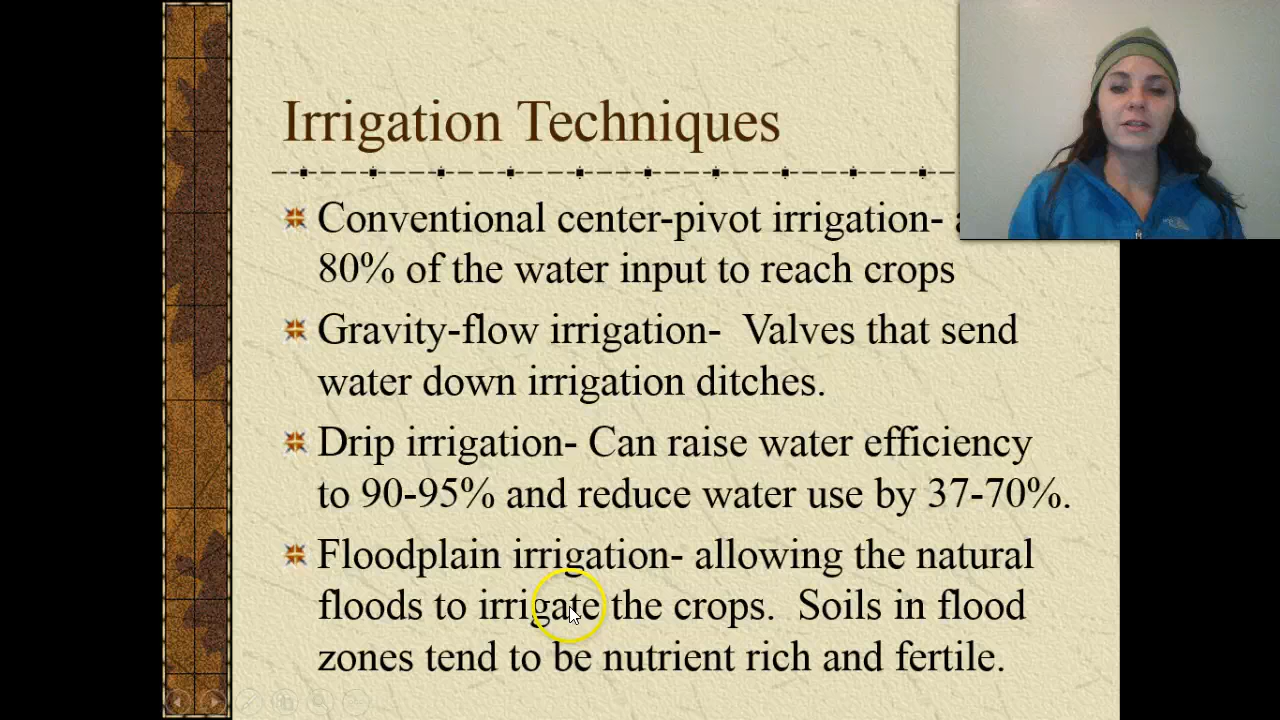 Irrigation Techniques
Conventional center-pivot irrigation-
80% of the water input to reach crops
Gravity-flow irrigation- Valves that send
water down irrigation ditches.
Drip irrigation- Can raise water efficiency
to 90-95% and reduce water use by 37-70%.
Floodplain irrigation- allowing the natural
floods to irrigate the crops. Soils in flood
zones tend to be nutrient rich and fertile.